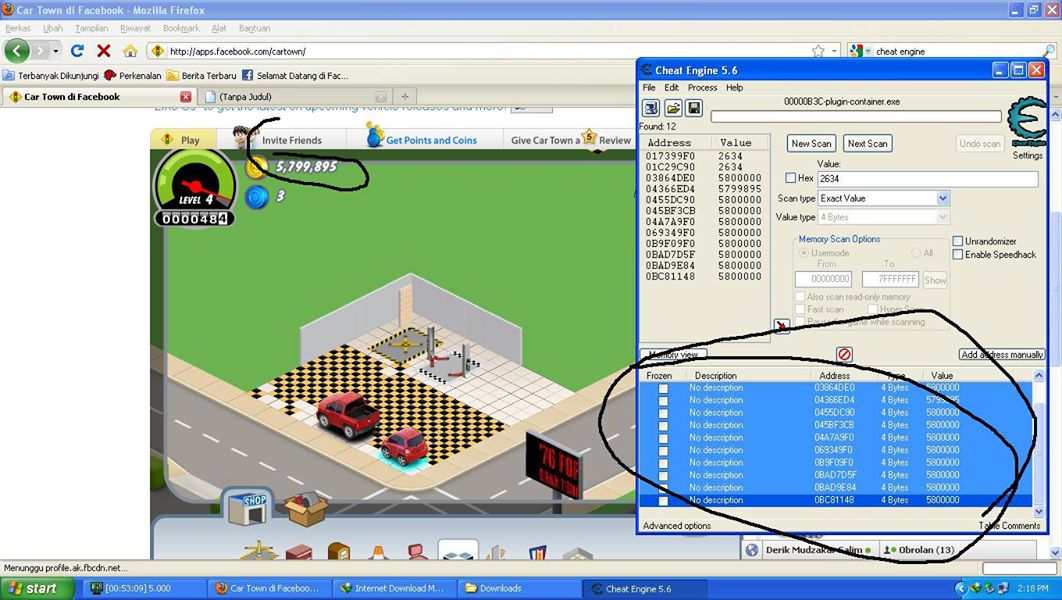 Car Town di Facebook - Mozilla Firefox
Berkas Ubah Tampilan Riwayat Bookmark Alat Bantuan
http://apps.facebook.com/cartown/
cheat engine
Terbanyak Dikunjungi Perkenalan Berita Terbaru Selamat Datang di Fac...
Car Town di Facebook
(Tanpa Judul)
Play
Invite Friends
Get Points and Coins
Give Car Town a 5 Review
5,799,895
3
LEVEL 4
0000484
SHOP
Cheat Engine 5.6
File Edit Process Help
00000B3C-plugin-container.exe
Found: 12
Address Value
017399F0 2634
01C29C90 2634
03864DE0 5800000
04366ED4 5799895
0455DC90 5800000
045BF3CB 5800000
04A7A9F0 5800000
069349F0 5800000
0B9F09F0 5800000
0BAD7D5F 5800000
0BAD9E84 5800000
0BC81148 5800000
New Scan Next Scan Undo scan
Settings
Value:
Hex 2634
Scan type Exact Value
Value type 4 Bytes
Memory Scan Options
Usermode All
From To:
00000000 7FFFFFFF Show
Also scan read-only memory
Fast scan
while scanning
Unrandomizer
Enable Speedhack
Memory view
Add address manually
Frozen Description Address Type Value
No description 03864DE0 4 Bytes 5800000
No description 04366ED4 4 Bytes 5799895
No description 0455DC90 4 Bytes 5800000
No description 045BF3CB 4 Bytes 5800000
No description 04A7A9F0 4 Bytes 5800000
No description 069349F0 4 Bytes 5800000
No description 0B9F09F0 4 Bytes 5800000
No description 0BAD7D5F 4 Bytes 5800000
No description 0BAD9E84 4 Bytes 5800000
No description 0BC81148 4 Bytes 5800000
Advanced options
Table Comments
Derik Mudzakar Salim
Obrolan (13)
Menunggu profile.ak.fbcdn.net...
start
[00:53:09] 5.000
Car Town di Faceboo...
Internet Download M...
Downloads
Cheat Engine 5.6
2:18 PM